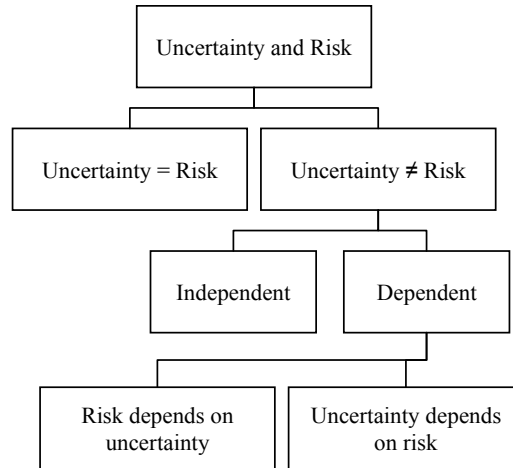 Uncertainty and Risk
Uncertainty = Risk
Uncertainty ≠ Risk
Independent
Dependent
Risk depends on
uncertainty
Uncertainty depends
on risk